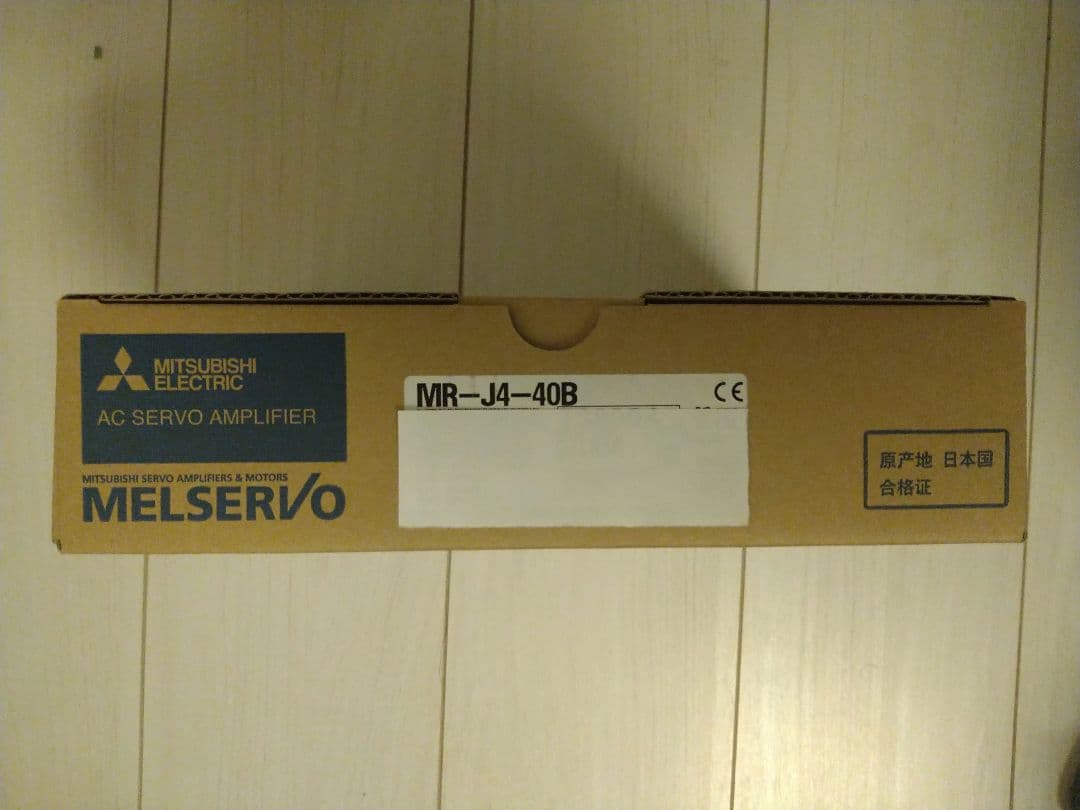 MITSUBISHI
ELECTRIC
AC SERVO AMPLIFIER
MITSUBISHI SERVO AMPLIFIERS & MOTORS
MELSERVO
MR-J4-40B
CE
原产地 日本国
合格证